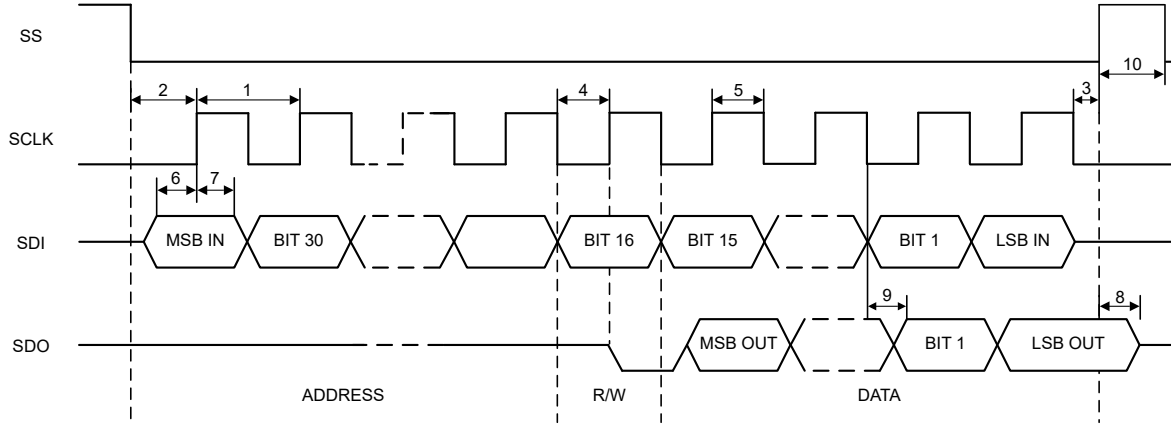 SS
10
2
1
4
5
3
SCLK
6
7
SDI
MSB IN
BIT 30
BIT 16
BIT 15
BIT 1
LSB IN
9
8
SDO
MSB OUT
BIT 1
LSB OUT
ADDRESS
R/W
DATA